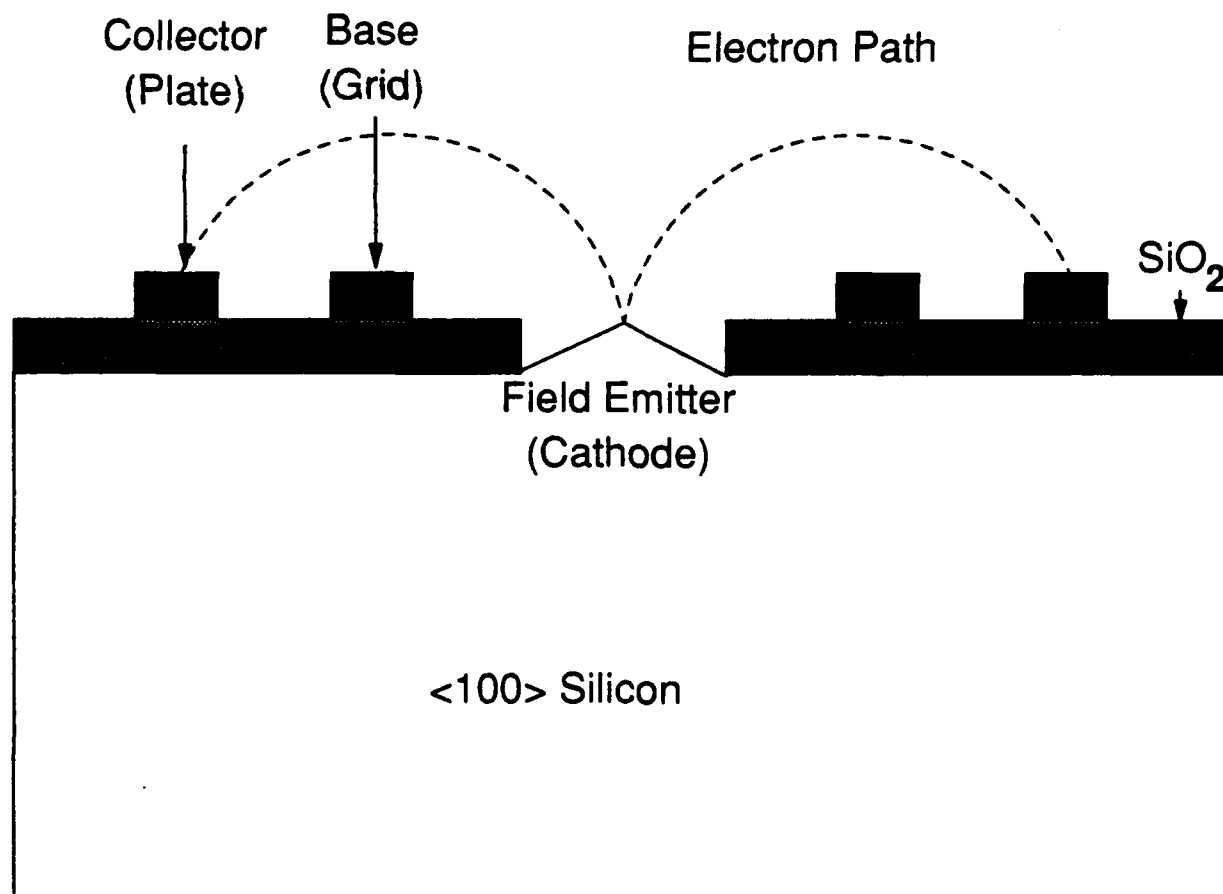 Collector
(Plate)
Base
(Grid)
Electron Path
SiO2
Field Emitter
(Cathode)
<100> Silicon